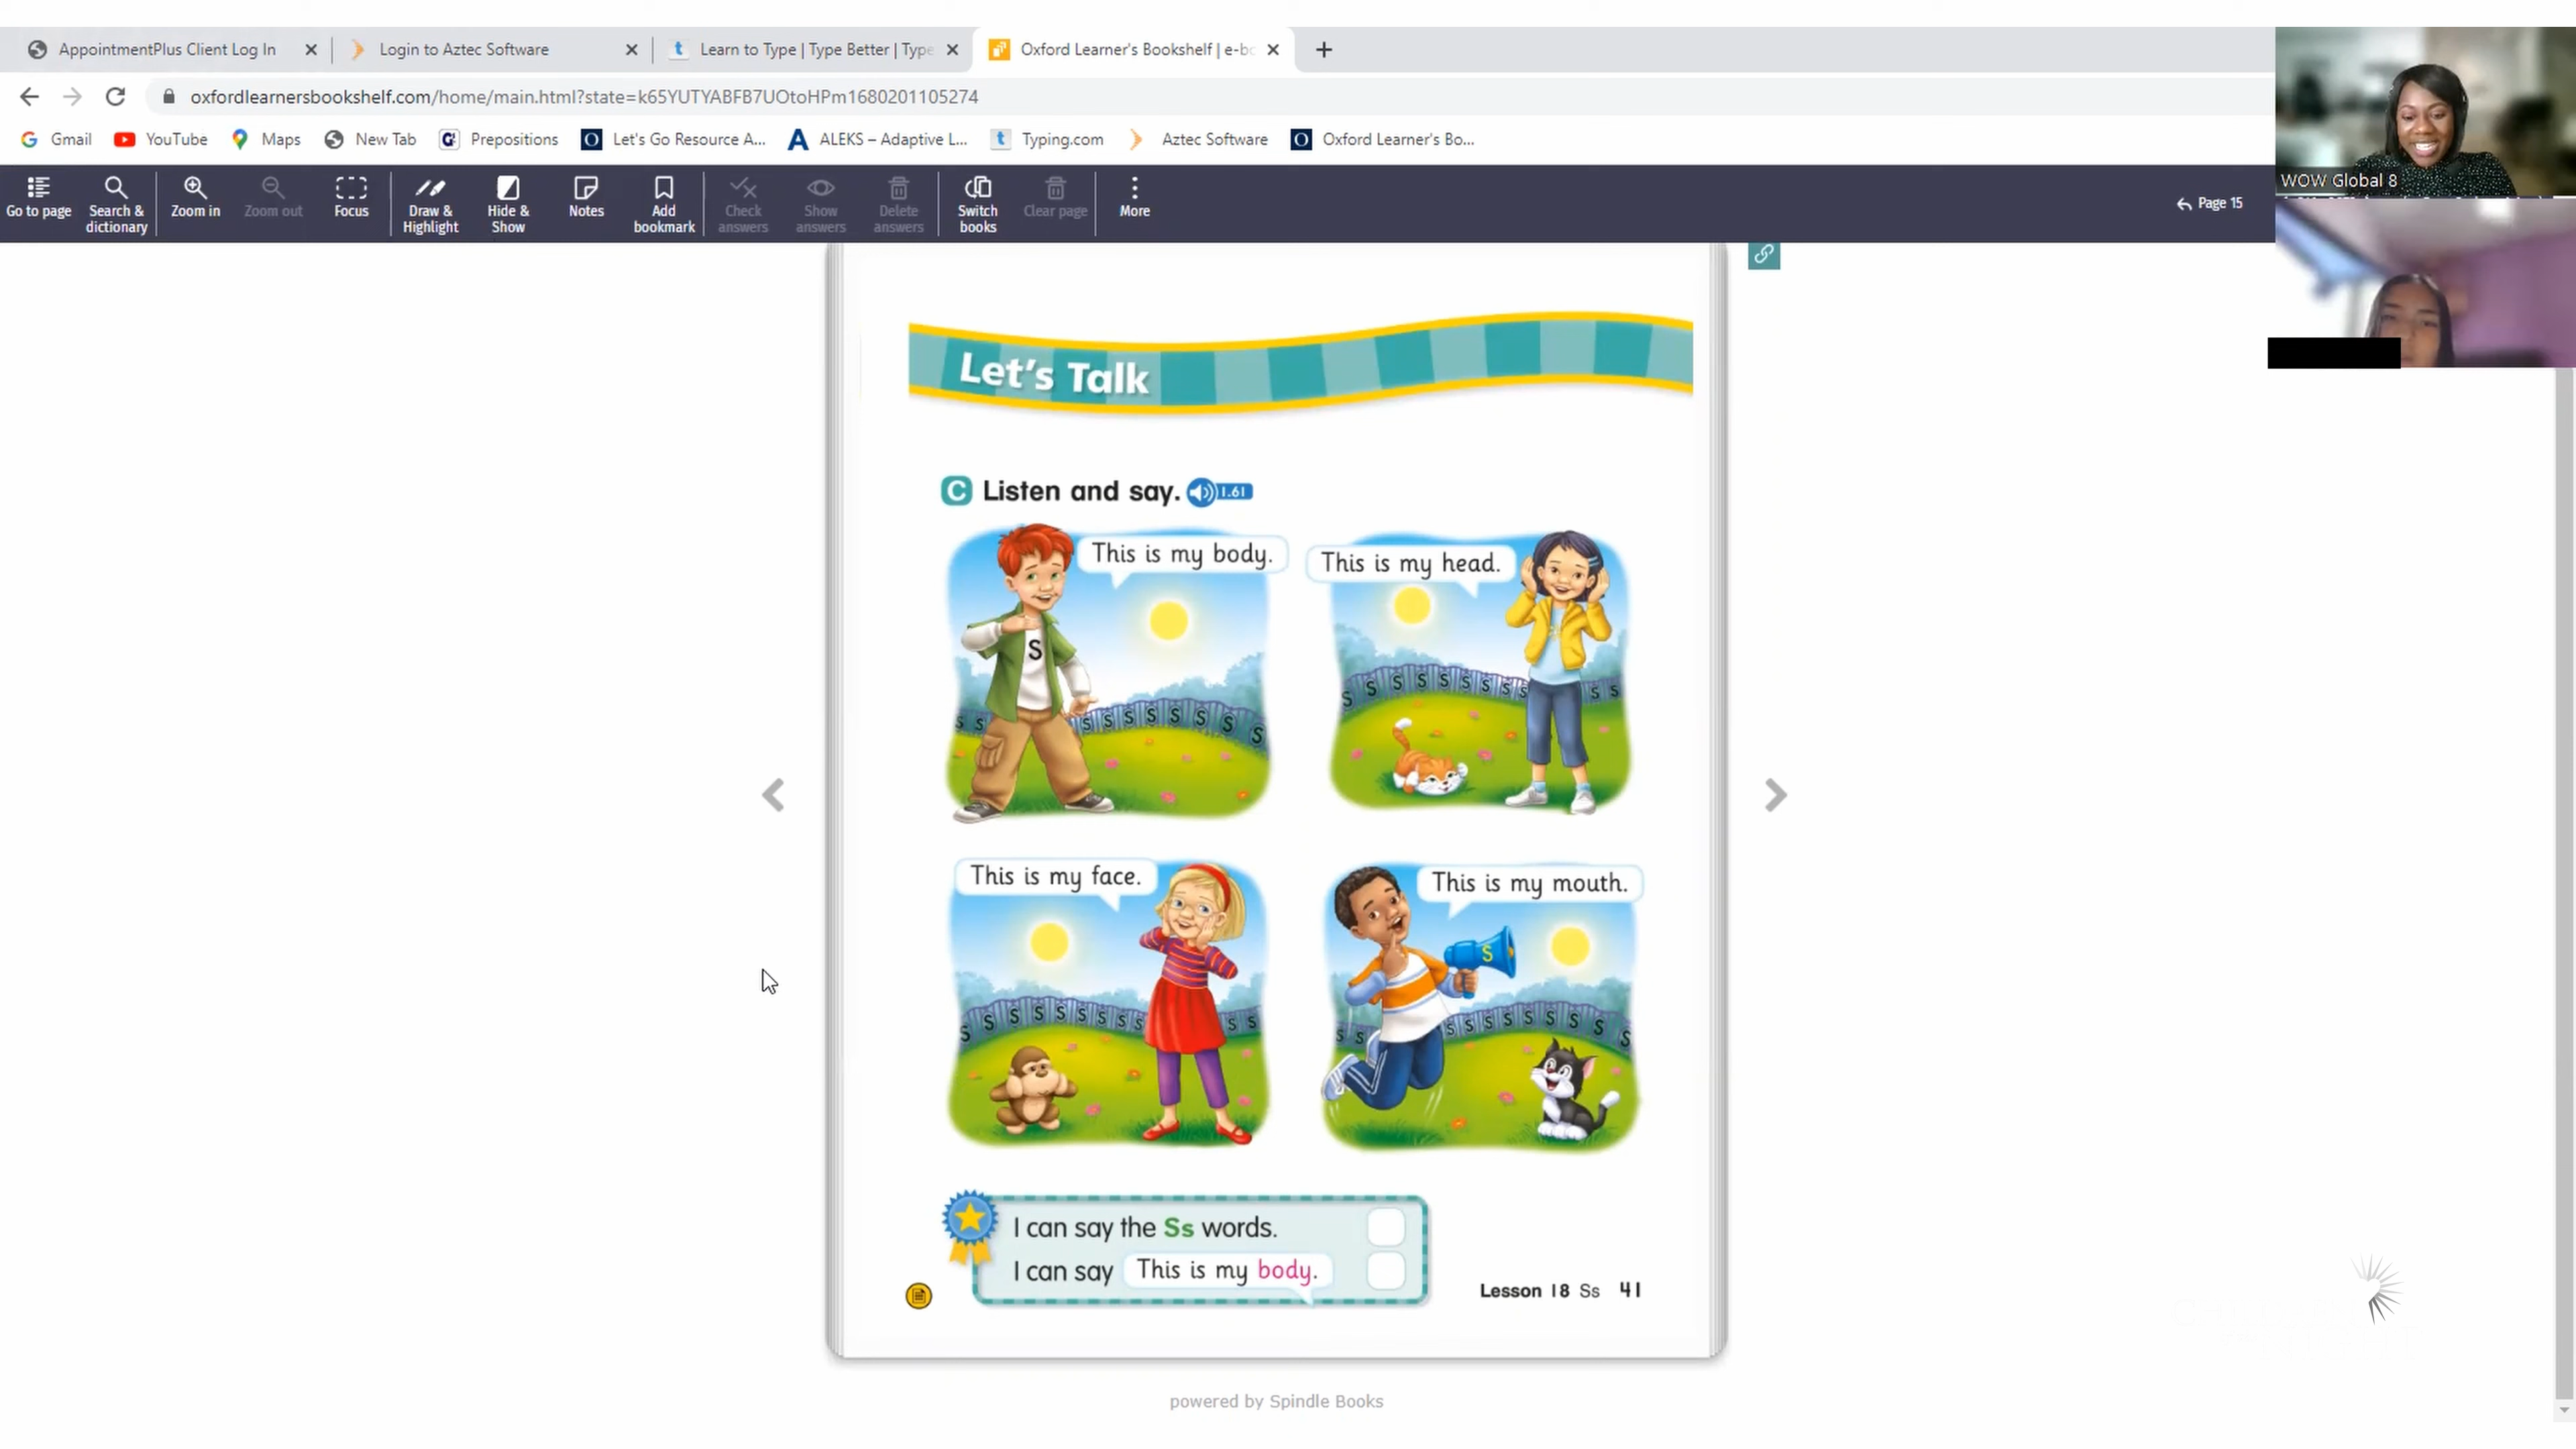 AppointmentPlus Client Log In
Login to Aztec Software
Learn to Type | Type Better | Type
Oxford Learner's Bookshelf | e-bo
oxfordlearnersbookshelf.com/home/main.html?state=k65YUTYABFB7UOtoHPm1680201105274
Gmail YouTube Maps New Tab Prepositions Let's Go Resource A... ALEKS – Adaptive L... Typing.com Aztec Software Oxford Learner's Bo...
Go to page
Search & dictionary
Zoom in
Zoom out
Focus
Draw & Highlight
Hide & Show
Notes
Add bookmark
Check answers
Show answers
Delete answers
Switch books
Clear page
More
Page 15
WOW Global 8
Let's Talk
C Listen and say. 1.61
This is my body.
This is my head.
S
S S S S S S S S S S
S S S S S S S S S S
This is my face.
This is my mouth.
S
S S S S S S S S S S
S S S S S S S S S S
I can say the Ss words.
I can say This is my body.
Lesson 18 Ss 41
powered by Spindle Books